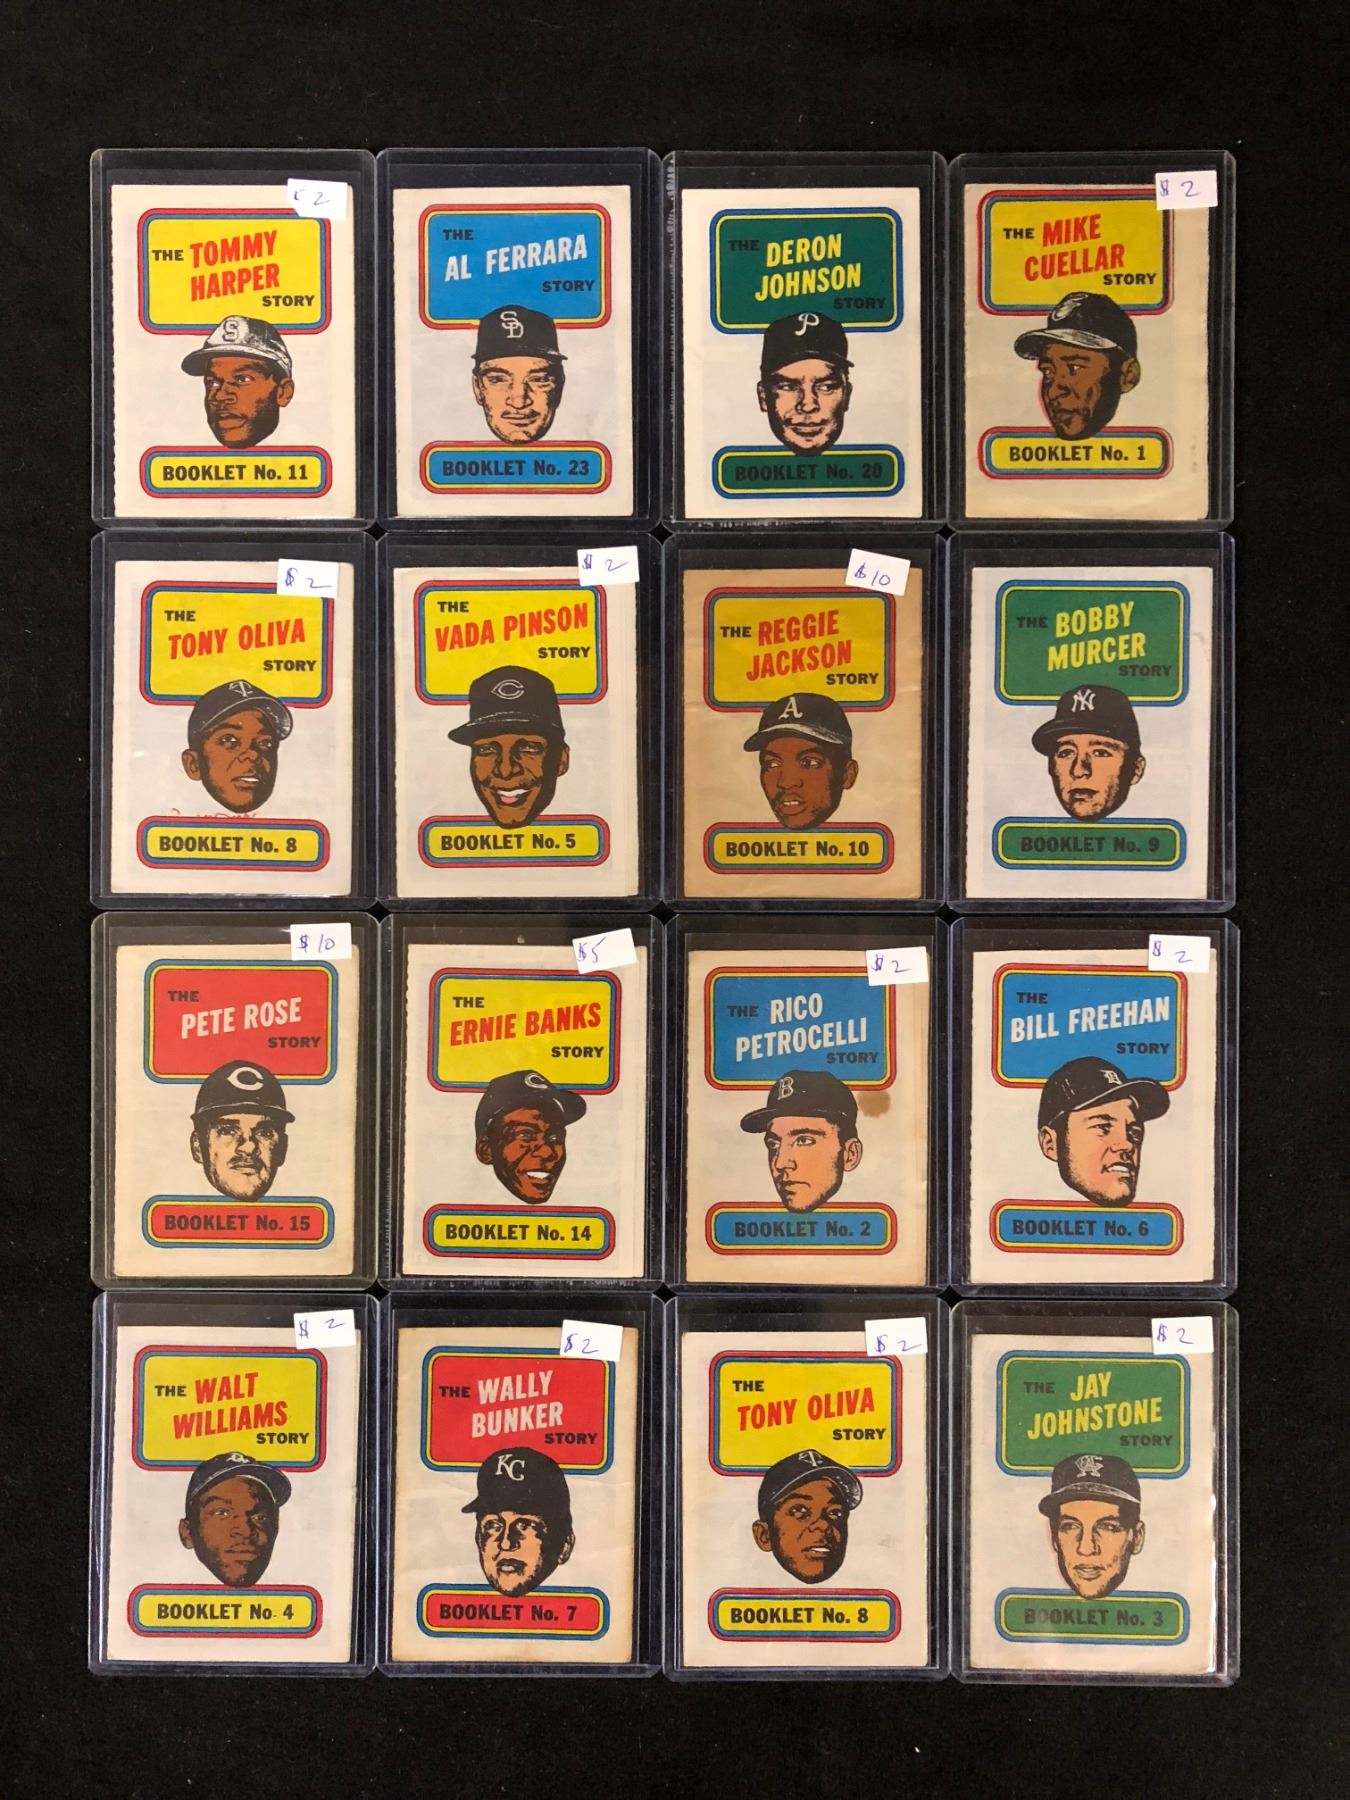 $2
THE TOMMY
HARPER
STORY
S
BOOKLET No. 11
THE
AL FERRARA
STORY
SD
BOOKLET No. 23
THE DERON
JOHNSON
STORY
P
BOOKLET No. 20
$2
THE MIKE
CUELLAR
STORY
BOOKLET No. 1
$2
THE
TONY OLIVA
STORY
T
BOOKLET No. 8
$2
THE
VADA PINSON
STORY
C
BOOKLET No. 5
$10
THE REGGIE
JACKSON
STORY
A
BOOKLET No. 10
THE BOBBY
MURCER
STORY
NY
BOOKLET No. 9
$10
THE
PETE ROSE
STORY
C
BOOKLET No. 15
$5
THE
ERNIE BANKS
STORY
C
BOOKLET No. 14
$2
THE RICO
PETROCELLI
STORY
B
BOOKLET No. 2
$2
THE
BILL FREEHAN
STORY
D
BOOKLET No. 6
$2
THE WALT
WILLIAMS
STORY
BOOKLET No. 4
$2
THE WALLY
BUNKER
STORY
KC
BOOKLET No. 7
$2
THE
TONY OLIVA
STORY
T
BOOKLET No. 8
$2
THE JAY
JOHNSTONE
STORY
CA
BOOKLET No. 3